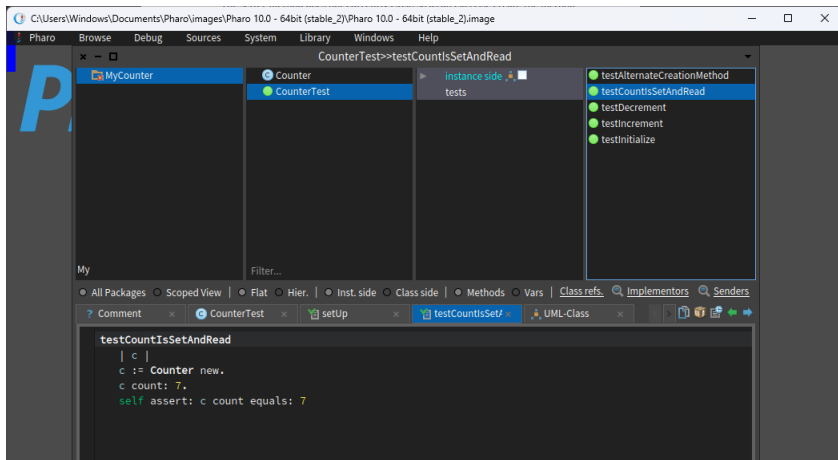 C:\Users\Windows\Documents\Pharo\images\Pharo 10.0 - 64bit (stable_2)\Pharo 10.0 - 64bit (stable_2).image
Pharo Browse Debug Sources System Library Windows Help
CounterTest>>testCountIsSetAndRead
MyCounter
Counter
CounterTest
instance side
tests
testAlternateCreationMethod
testCountIsSetAndRead
testDecrement
testIncrement
testInitialize
My
Filter...
All Packages Scoped View | Flat Hier. | Inst. side Class side | Methods Vars | Class refs. Implementors Senders
? Comment CounterTest setUp testCountIsSetA UML-Class
testCountIsSetAndRead
| c |
c := Counter new.
c count: 7.
self assert: c count equals: 7